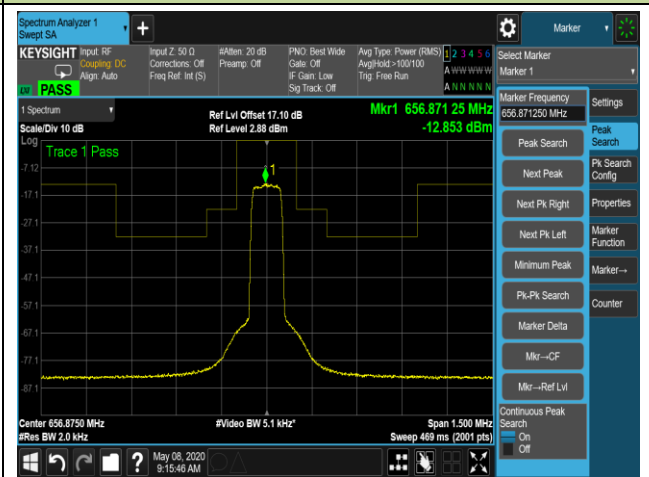 Spectrum Analyzer 1
Swept SA
+
Marker
KEYSIGHT Input: RF
Coupling: DC
Align: Auto
Input Z: 50 Ω
Corrections: Off
Freq Ref: Int (S)
#Atten: 20 dB
Preamp: Off
PNO: Best Wide
Gate: Off
IF Gain: Low
Sig Track: Off
Avg Type: Power (RMS)
Avg|Hold:>100/100
Trig: Free Run
1 2 3 4 5 6
A W W W W W
A N N N N N
PASS
Select Marker
Marker 1
1 Spectrum
Scale/Div 10 dB
Log
Ref Lvl Offset 17.10 dB
Ref Level 2.88 dBm
Mkr1 656.871 25 MHz
-12.853 dBm
Trace 1 Pass
1
-7.12
-17.1
-27.1
-37.1
-47.1
-57.1
-67.1
-77.1
-87.1
Center 656.8750 MHz
#Res BW 2.0 kHz
#Video BW 5.1 kHz*
Span 1.500 MHz
Sweep 469 ms (2001 pts)
Marker Frequency
656.871250 MHz
Peak Search
Next Peak
Next Pk Right
Next Pk Left
Minimum Peak
Pk-Pk Search
Marker Delta
Mkr→CF
Mkr→Ref Lvl
Continuous Peak
Search
On
Off
Settings
Peak
Search
Pk Search
Config
Properties
Marker
Function
Marker→
Counter
?
May 08, 2020
9:15:46 AM